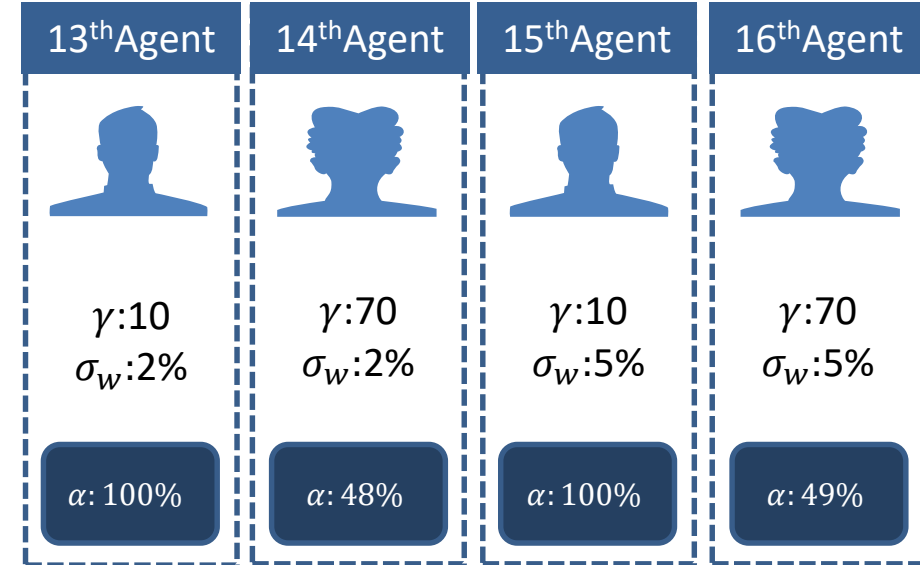 13thAgent
γ:10
σw:2%
α: 100%
14thAgent
γ:70
σw:2%
α: 48%
15thAgent
γ:10
σw:5%
α: 100%
16thAgent
γ:70
σw:5%
α: 49%